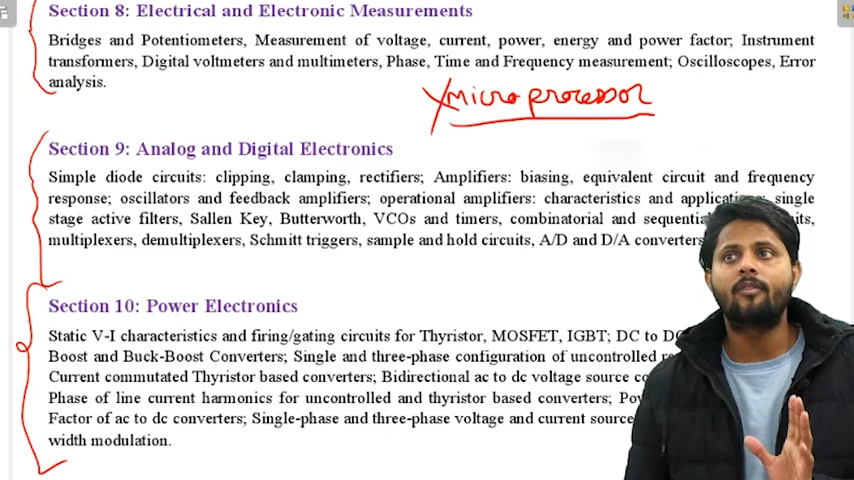 Section 8: Electrical and Electronic Measurements
Bridges and Potentiometers, Measurement of voltage, current, power, energy and power factor; Instrument
transformers, Digital voltmeters and multimeters, Phase, Time and Frequency measurement; Oscilloscopes, Error
analysis.
X microprocessor
Section 9: Analog and Digital Electronics
Simple diode circuits: clipping, clamping, rectifiers; Amplifiers: biasing, equivalent circuit and frequency
response; oscillators and feedback amplifiers; operational amplifiers: characteristics and applications; single
stage active filters, Sallen Key, Butterworth, VCOs and timers, combinatorial and
multiplexers, demultiplexers, Schmitt triggers, sample and hold circuits, A/D and D/A converters
Section 10: Power Electronics
Static V-I characteristics and firing/gating circuits for Thyristor, MOSFET, IGBT; DC to DC
Boost and Buck-Boost Converters; Single and three-phase configuration of uncontrolled
Current commutated Thyristor based converters; Bidirectional ac to dc voltage source
Phase of line current harmonics for uncontrolled and thyristor based converters;
Factor of ac to dc converters; Single-phase and three-phase voltage and current source
width modulation.